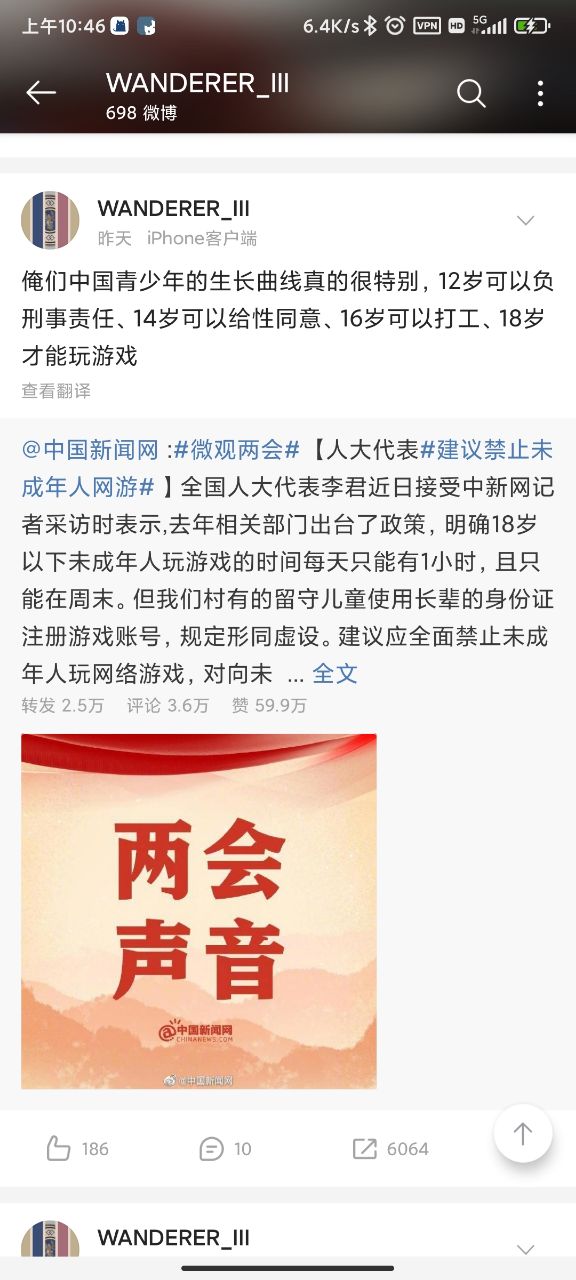 上午10:46
6.4K/s
VPN
HD
5G
WANDERER_III
698 微博
WANDERER_III
昨天 iPhone客户端
俺们中国青少年的生长曲线真的很特别，12岁可以负
刑事责任、14岁可以给性同意、16岁可以打工、18岁
才能玩游戏
查看翻译
@中国新闻网 :#微观两会#【人大代表#建议禁止未
成年人网游# 】全国人大代表李君近日接受中新网记
者采访时表示,去年相关部门出台了政策，明确18岁
以下未成年人玩游戏的时间每天只能有1小时，且只
能在周末。但我们村有的留守儿童使用长辈的身份证
注册游戏账号，规定形同虚设。建议应全面禁止未成
年人玩网络游戏，对向未 ... 全文
转发 2.5万 评论 3.6万 赞 59.9万
两会
声音
@中国新闻网
CHINANEWS.COM
@中国新闻网
186
10
6064
WANDERER_III